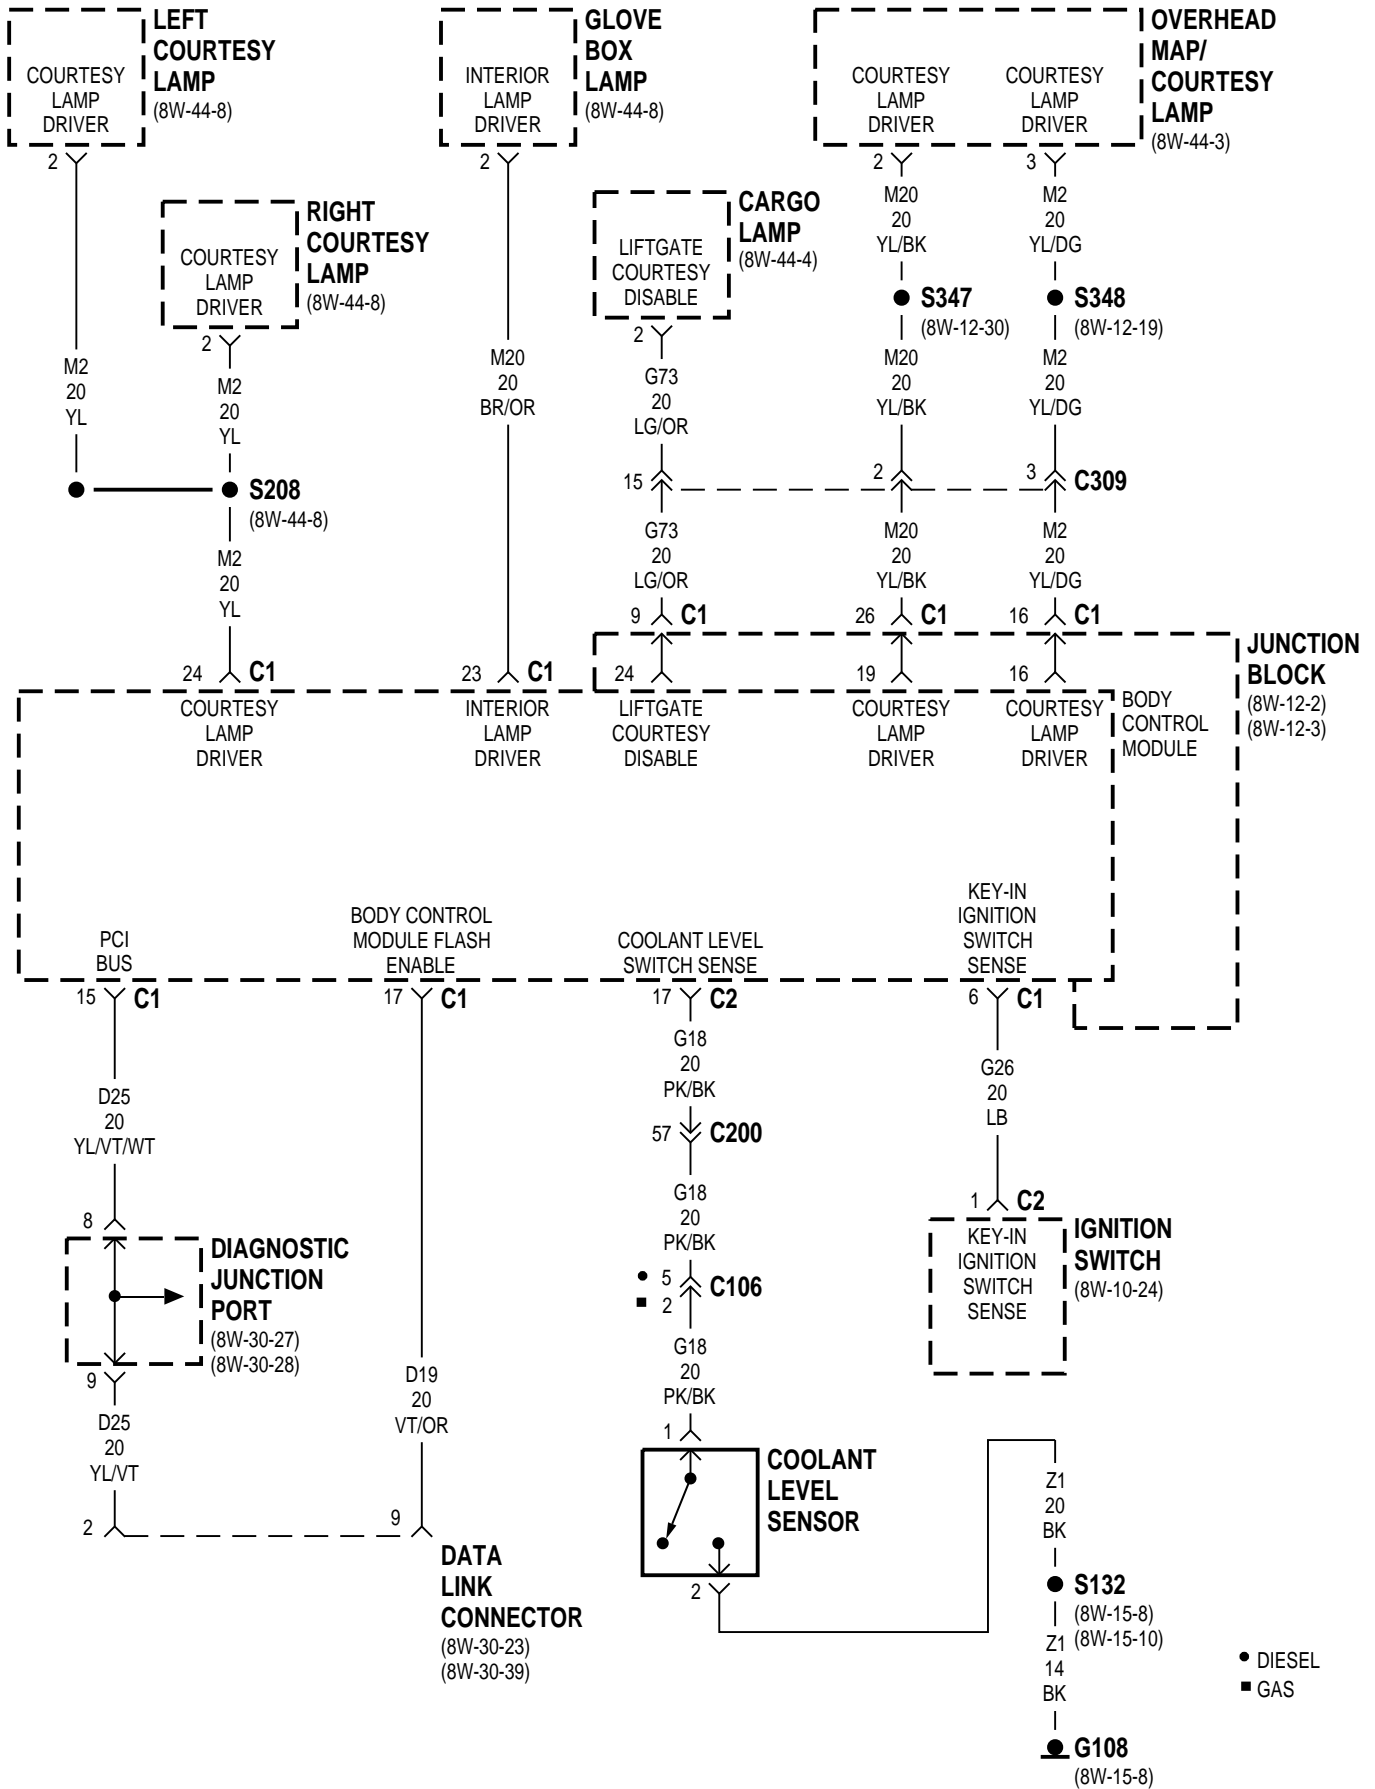 LEFT
COURTESY
LAMP
(8W-44-8)
COURTESY
LAMP
DRIVER
2
GLOVE
BOX
LAMP
(8W-44-8)
INTERIOR
LAMP
DRIVER
2
OVERHEAD
MAP/
COURTESY
LAMP
(8W-44-3)
COURTESY
LAMP
DRIVER
2
COURTESY
LAMP
DRIVER
3
RIGHT
COURTESY
LAMP
(8W-44-8)
COURTESY
LAMP
DRIVER
2
CARGO
LAMP
(8W-44-4)
LIFTGATE
COURTESY
DISABLE
2
M20
20
YL/BK
M2
20
YL/DG
S347
(8W-12-30)
S348
(8W-12-19)
M2
20
YL
M2
20
YL
M20
20
BR/OR
G73
20
LG/OR
M20
20
YL/BK
M2
20
YL/DG
S208
(8W-44-8)
15
2
3
C309
M2
20
YL
G73
20
LG/OR
M20
20
YL/BK
M2
20
YL/DG
9 C1
26 C1
16 C1
JUNCTION
BLOCK
(8W-12-2)
(8W-12-3)
24 C1
23 C1
24
19
16
COURTESY
LAMP
DRIVER
INTERIOR
LAMP
DRIVER
LIFTGATE
COURTESY
DISABLE
COURTESY
LAMP
DRIVER
COURTESY
LAMP
DRIVER
BODY
CONTROL
MODULE
PCI
BUS
BODY CONTROL
MODULE FLASH
ENABLE
COOLANT LEVEL
SWITCH SENSE
KEY-IN
IGNITION
SWITCH
SENSE
15 C1
17 C1
17 C2
6 C1
D25
20
YL/VT/WT
G18
20
PK/BK
G26
20
LB
57 C200
G18
20
PK/BK
1 C2
IGNITION
SWITCH
(8W-10-24)
KEY-IN
IGNITION
SWITCH
SENSE
8
DIAGNOSTIC
JUNCTION
PORT
(8W-30-27)
(8W-30-28)
9
● 5
■ 2
C106
G18
20
PK/BK
D25
20
YL/VT
D19
20
VT/OR
2
9
DATA
LINK
CONNECTOR
(8W-30-23)
(8W-30-39)
1
COOLANT
LEVEL
SENSOR
2
Z1
20
BK
S132
(8W-15-8)
(8W-15-10)
Z1
14
BK
G108
(8W-15-8)
● DIESEL
■ GAS